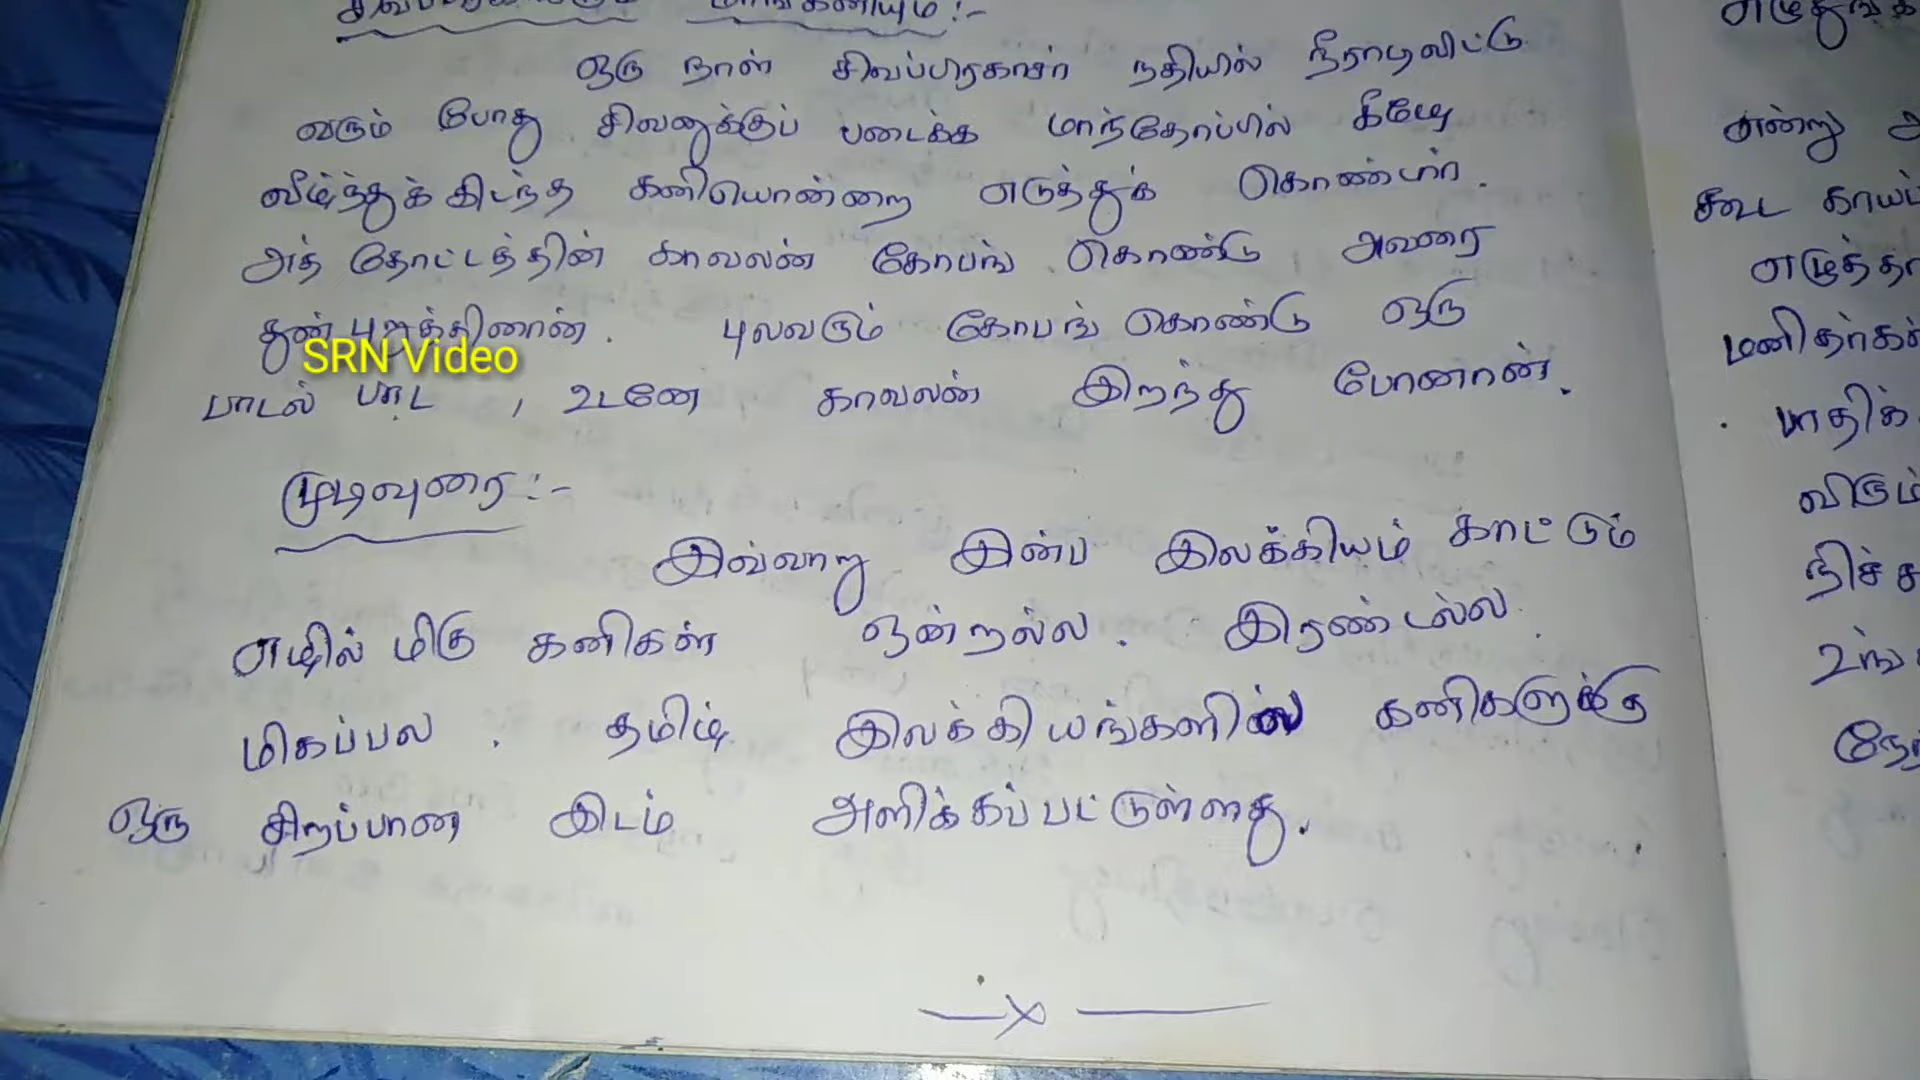 மாங்கனியும் :-
ஒரு நாள் சிவப்பிரகாசர் நதியில் நீராடிவிட்டு
வரும் போது சிவனுக்குப் படைக்க மாந்தோப்பில் கீழே
வீழ்ந்துக் கிடந்த கனியொன்றை எடுத்துக் கொண்டார்.
அத் தோட்டத்தின் காவலன் கோபங் கொண்டு அவரை
துன் புறுத்தினான். புலவரும் கோபங் கொண்டு ஒரு
SRN Video
பாடல் பாட , உடனே காவலன் இறந்து போனான்.
முடிவுரை :-
இவ்வாறு இன்ப இலக்கியம் காட்டும்
எழில் மிகு கனிகள் ஒன்றல்ல. இரண்டல்ல.
மிகப்பல . தமிழ் இலக்கியங்களில் கனிகளுக்கு
ஒரு சிறப்பான இடம் அளிக்கப்பட்டுள்ளது.
என்று
கூட